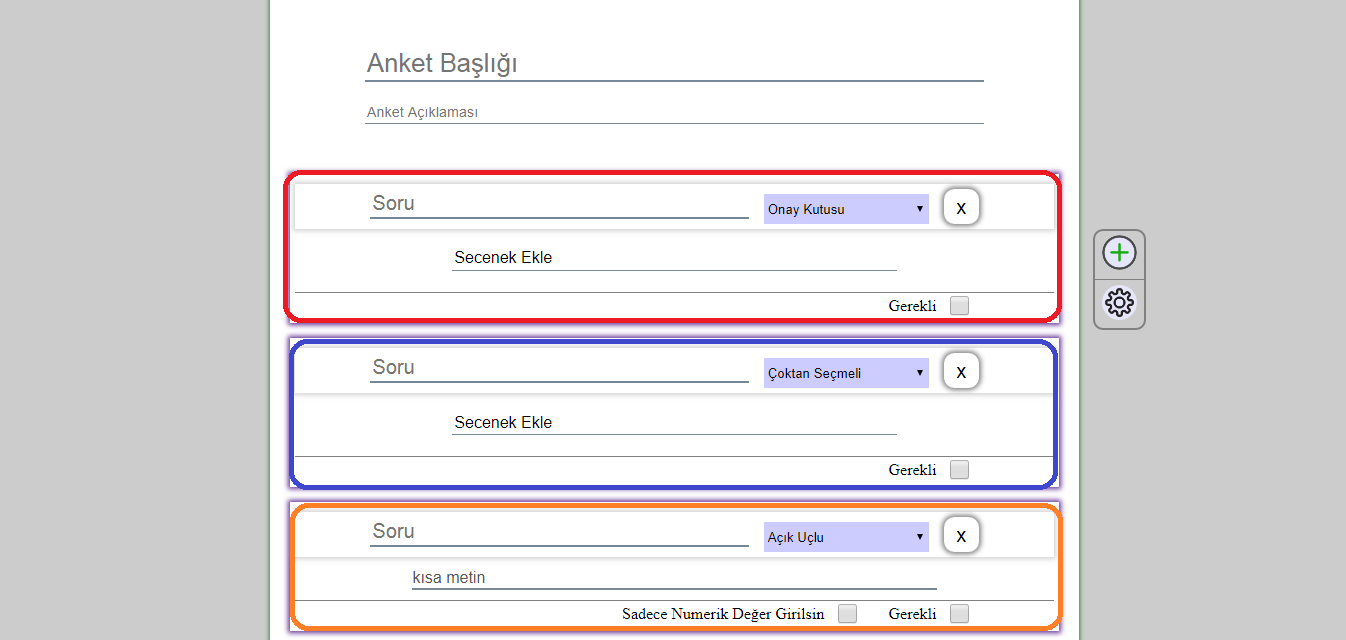 Anket Başlığı
Anket Açıklaması
Soru Onay Kutusu x
Secenek Ekle
Gerekli
Soru Çoktan Seçmeli x
Secenek Ekle
Gerekli
Soru Açık Uçlu x
kısa metin
Sadece Numerik Değer Girilsin Gerekli